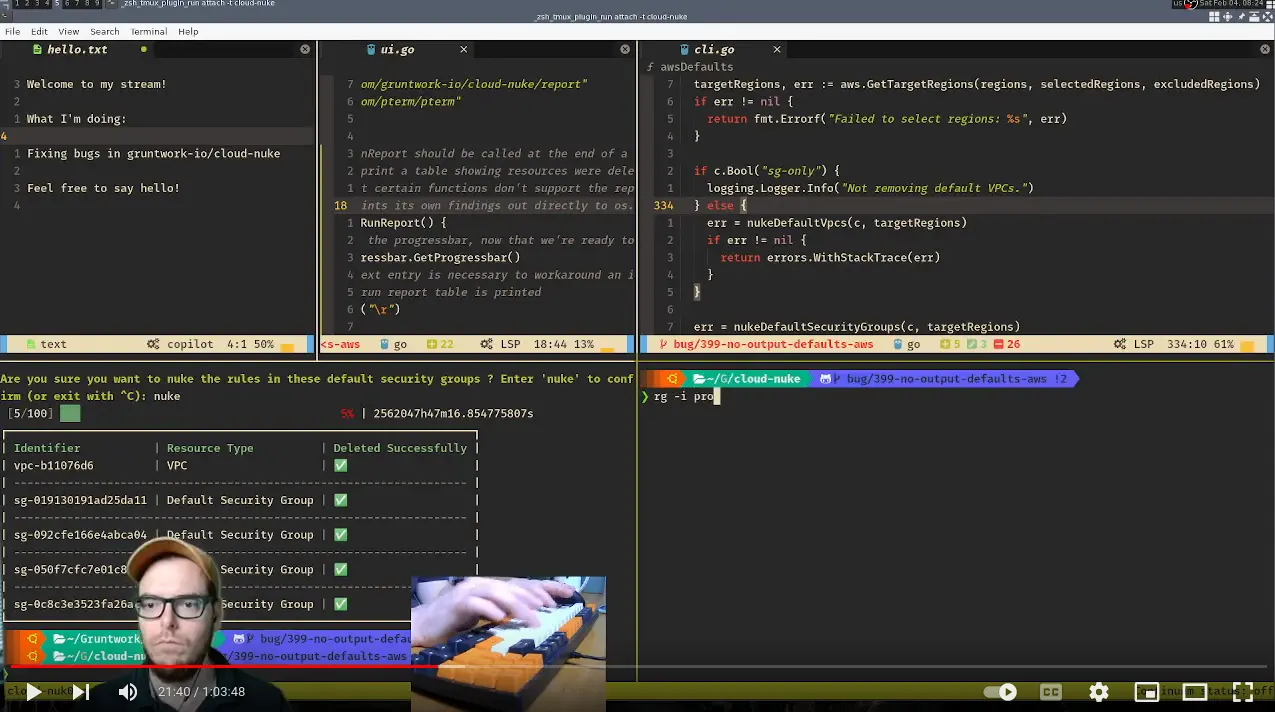 1 2 3 4 5 6 7 8 9 _zsh_tmux_plugin_run attach -t cloud-nuke
us Sat Feb 04, 08:24
_zsh_tmux_plugin_run attach -t cloud-nuke
File Edit View Search Terminal Help
hello.txt
3 Welcome to my stream!
2
1 What I'm doing:
4
1 Fixing bugs in gruntwork-io/cloud-nuke
2
3 Feel free to say hello!
4
text copilot 4:1 50%
ui.go
7 om/gruntwork-io/cloud-nuke/report"
6 om/pterm/pterm"
5
4
3 nReport should be called at the end of a
2 print a table showing resources were dele
1 t certain functions don't support the rep
18 ints its own findings out directly to os.
1 RunReport() {
2 the progressbar, now that we're ready to
3 ressbar.GetProgressbar()
4 ext entry is necessary to workaround an i
5 run report table is printed
6 ("\r")
7
<s-aws go 22 LSP 18:44 13%
cli.go
awsDefaults
7 targetRegions, err := aws.GetTargetRegions(regions, selectedRegions, excludedRegions)
6 if err != nil {
5 return fmt.Errorf("Failed to select regions: %s", err)
4 }
3
2 if c.Bool("sg-only") {
1 logging.Logger.Info("Not removing default VPCs.")
334 } else {
1 err = nukeDefaultVpcs(c, targetRegions)
2 if err != nil {
3 return errors.WithStackTrace(err)
4 }
5 }
6
7 err = nukeDefaultSecurityGroups(c, targetRegions)
bug/399-no-output-defaults-aws go 5 3 26 LSP 334:10 61%
Are you sure you want to nuke the rules in these default security groups ? Enter 'nuke' to conf
irm (or exit with ^C): nuke
[5/100] 5% | 2562047h47m16.854775807s
Identifier | Resource Type | Deleted Successfully
vpc-b11076d6 | VPC | ✅
sg-019130191ad25da11 | Default Security Group | ✅
sg-092cfe166e4abca04 | Default Security Group | ✅
sg-050f7cfc7e01c8 Security Group | ✅
sg-0c8c3e3523fa26a Security Group | ✅
~/Gruntwork bug/399-no-output-defau
~/G/cloud-nu /399-no-output-defaults-aws
~/G/cloud-nuke bug/399-no-output-defaults-aws !2
❯ rg -i pro
21:40 / 1:03:48
CC
status: off